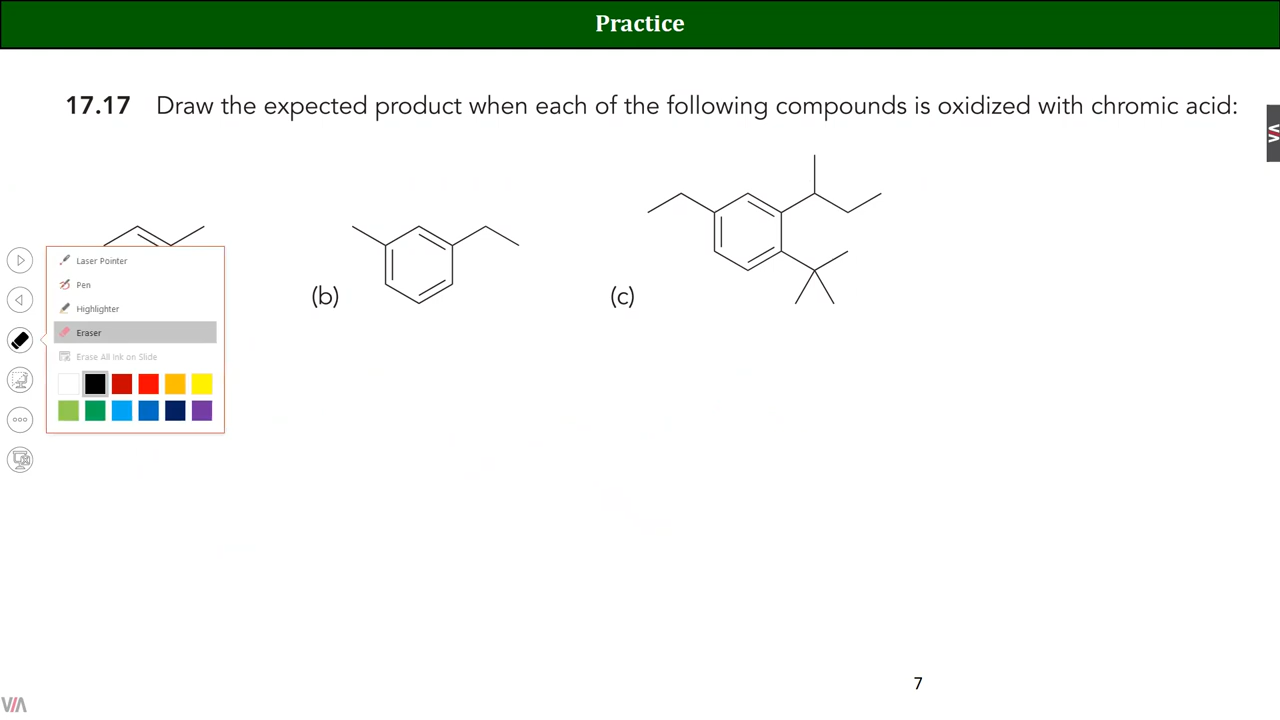 Practice
17.17 Draw the expected product when each of the following compounds is oxidized with chromic acid:
(b)
(c)
Laser Pointer
Pen
Highlighter
Eraser
Erase All Ink on Slide
7
VIA